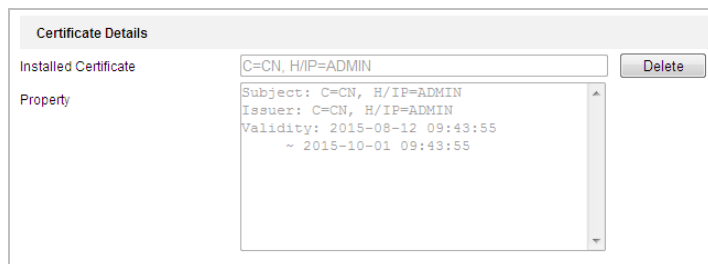 Certificate Details
Installed Certificate C=CN, H/IP=ADMIN Delete
Property Subject: C=CN, H/IP=ADMIN
Issuer: C=CN, H/IP=ADMIN
Validity: 2015-08-12 09:43:55
~ 2015-10-01 09:43:55